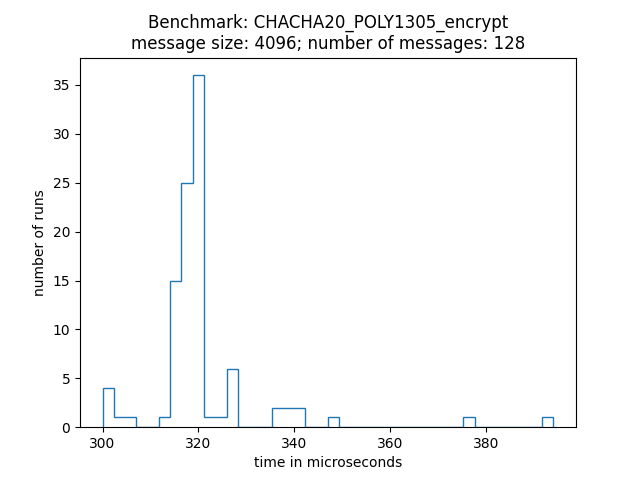 Benchmark: CHACHA20_POLY1305_encrypt
message size: 4096; number of messages: 128
35
30
25
20
15
10
5
0
number of runs
300 320 340 360 380
time in microseconds